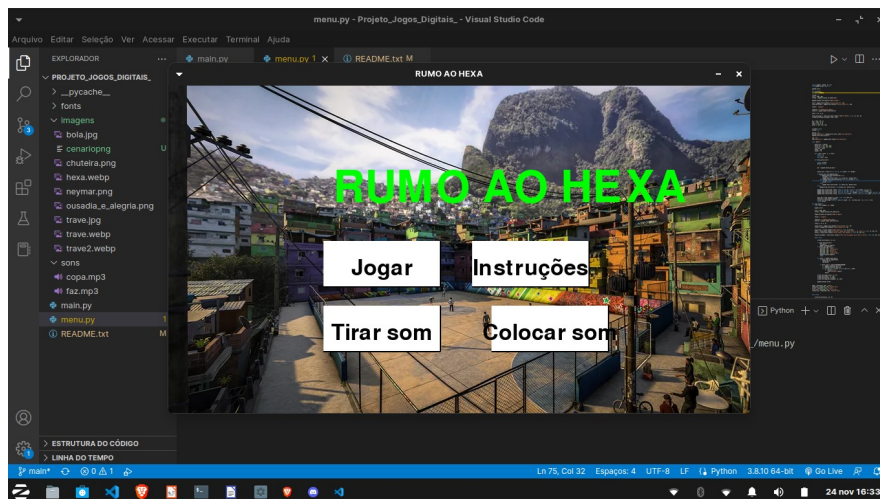 menu.py - Projeto_Jogos_Digitais_ - Visual Studio Code
Arquivo Editar Seleção Ver Acessar Executar Terminal Ajuda
EXPLORADOR
main.py
menu.py 1
README.txt M
PROJETO_JOGOS_DIGITAIS_
__pycache__
fonts
imagens
bola.jpg
cenariopng U
chuteira.png
hexa.webp
neymar.png
ousadia_e_alegria.png
trave.jpg
trave.webp
trave2.webp
sons
copa.mp3
faz.mp3
main.py
menu.py 1
README.txt M
RUMO AO HEXA
RUMO AO HEXA
Jogar
Instruções
Tirar som
Colocar som
Python
/menu.py
3
1
ESTRUTURA DO CÓDIGO
LINHA DO TEMPO
main* 0 1 Ln 75, Col 32 Espaços: 4 UTF-8 LF Python 3.8.10 64-bit Go Live
24 nov 16:33